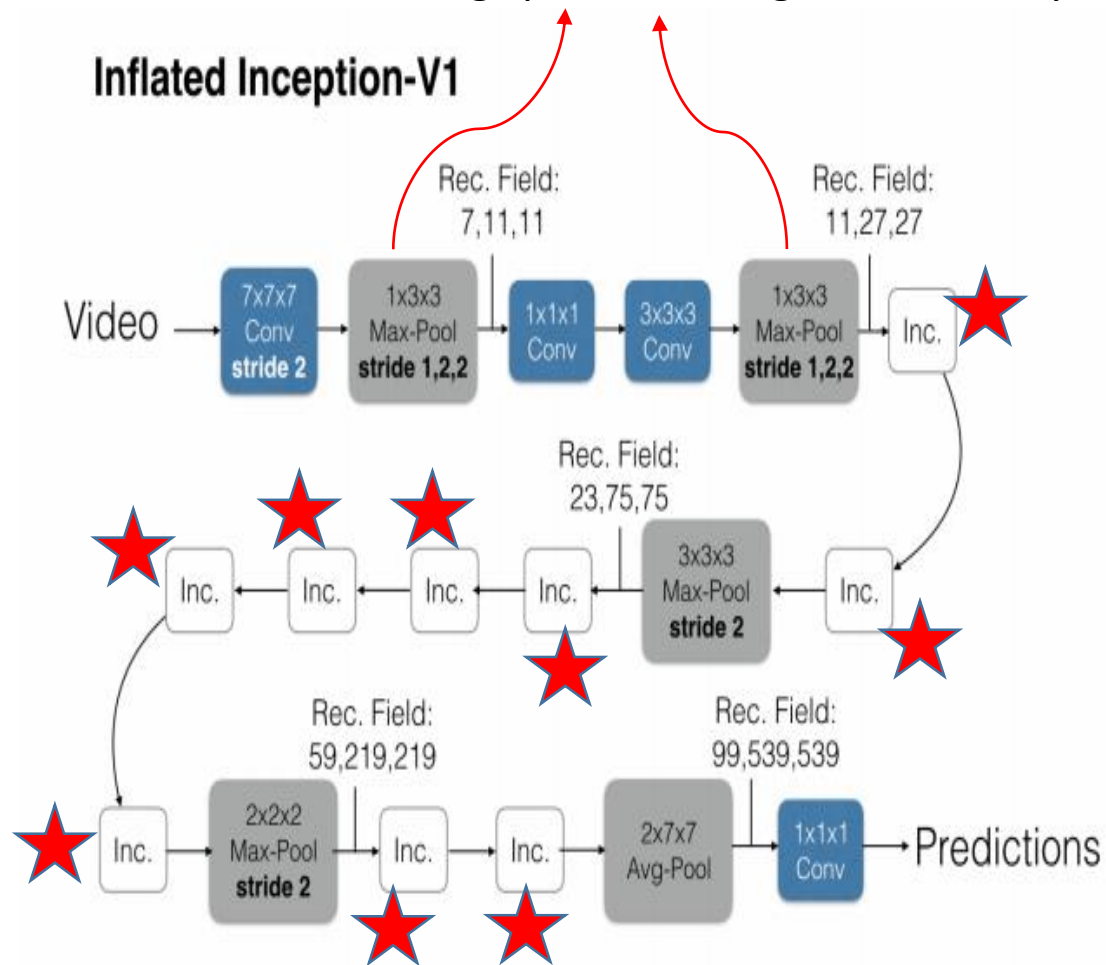 Inflated Inception-V1
Rec. Field:
7,11,11
Rec. Field:
11,27,27
Video
7x7x7
Conv
stride 2
1x3x3
Max-Pool
stride 1,2,2
1x1x1
Conv
3x3x3
Conv
1x3x3
Max-Pool
stride 1,2,2
Inc.
Rec. Field:
23,75,75
Inc.
Inc.
Inc.
Inc.
3x3x3
Max-Pool
stride 2
Inc.
Rec. Field:
59,219,219
Rec. Field:
99,539,539
Inc.
2x2x2
Max-Pool
stride 2
Inc.
Inc.
2x7x7
Avg-Pool
1x1x1
Conv
Predictions